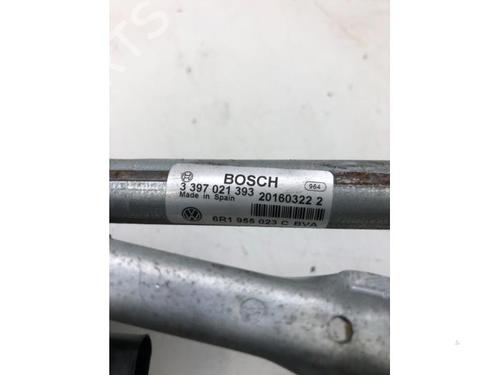 BOSCH
964
3 397 021 393
Made in Spain
20160322 2
6R1 955 023 C BVA